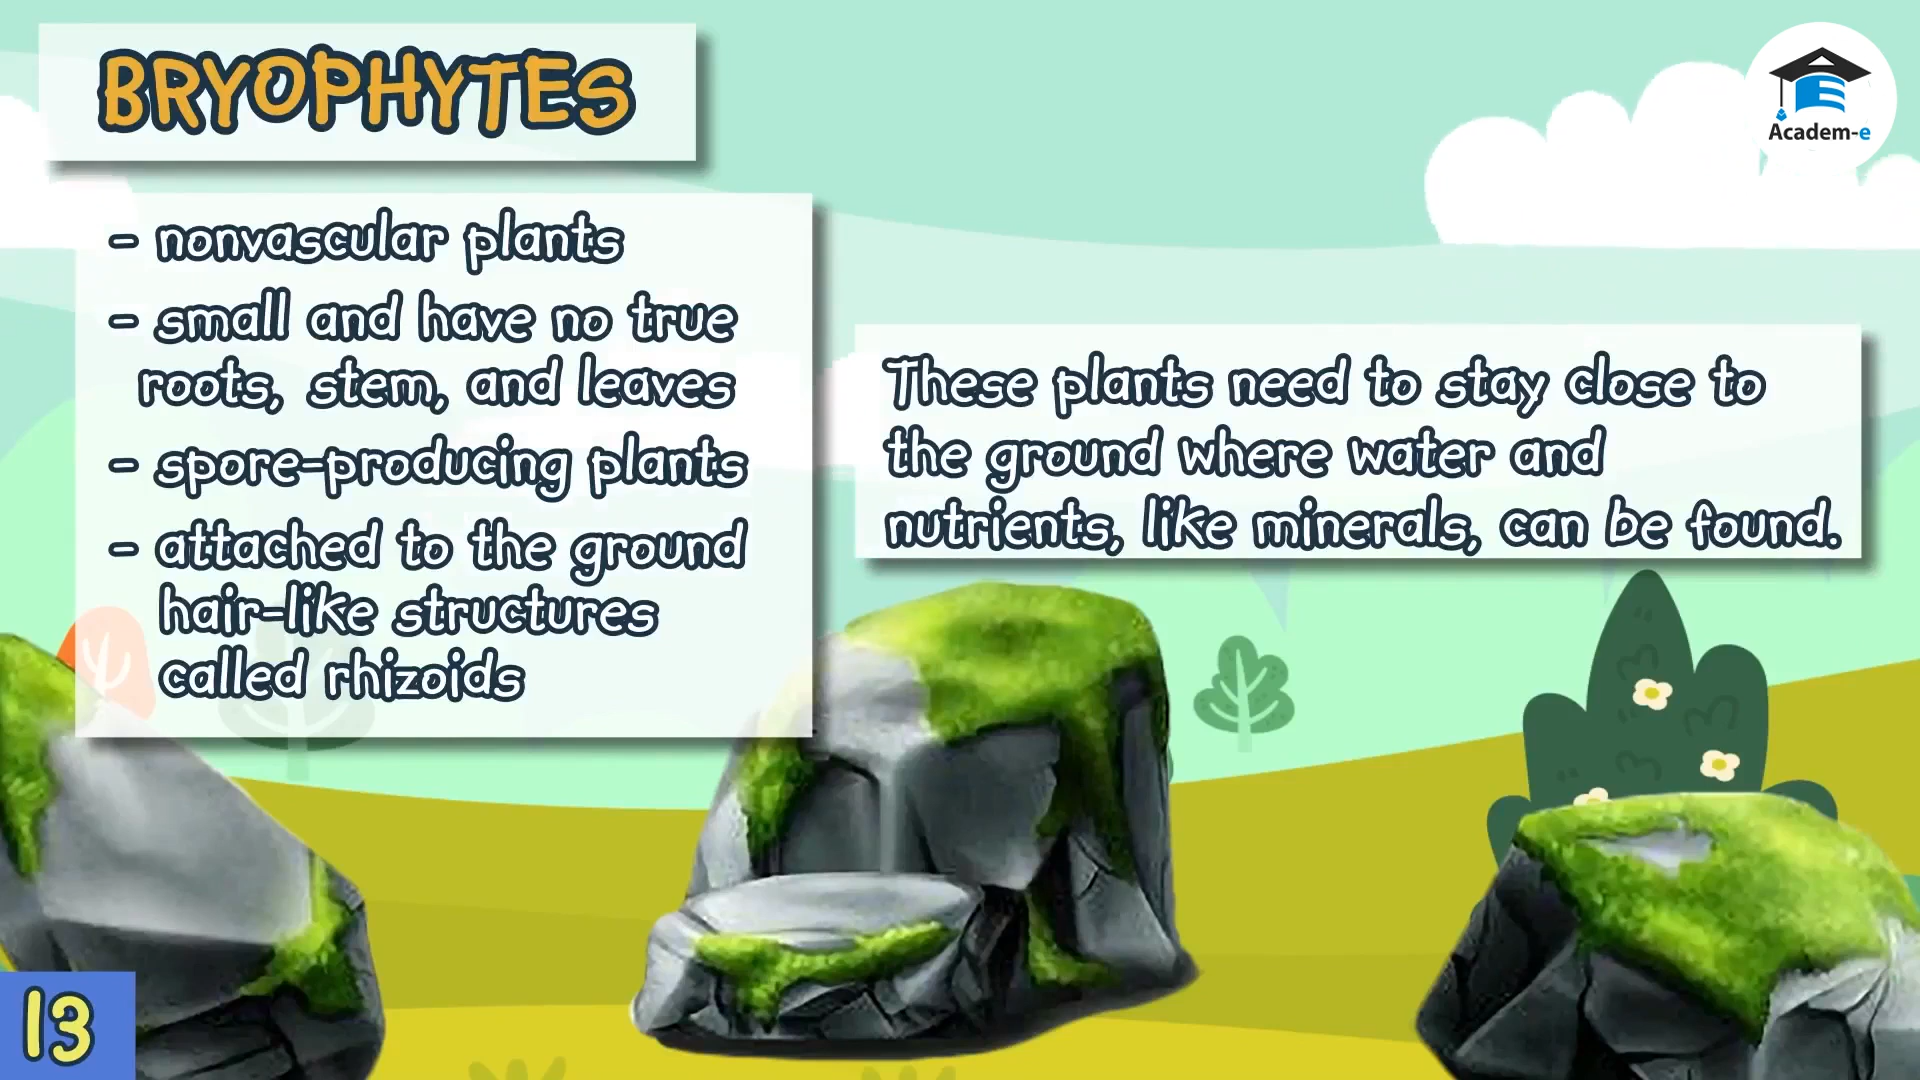 BRYOPHYTES
- nonvascular plants
- small and have no true
roots, stem, and leaves
- spore-producing plants
- attached to the ground
hair-like structures
called rhizoids
These plants need to stay close to
the ground where water and
nutrients, like minerals, can be found.
Academ-e
13